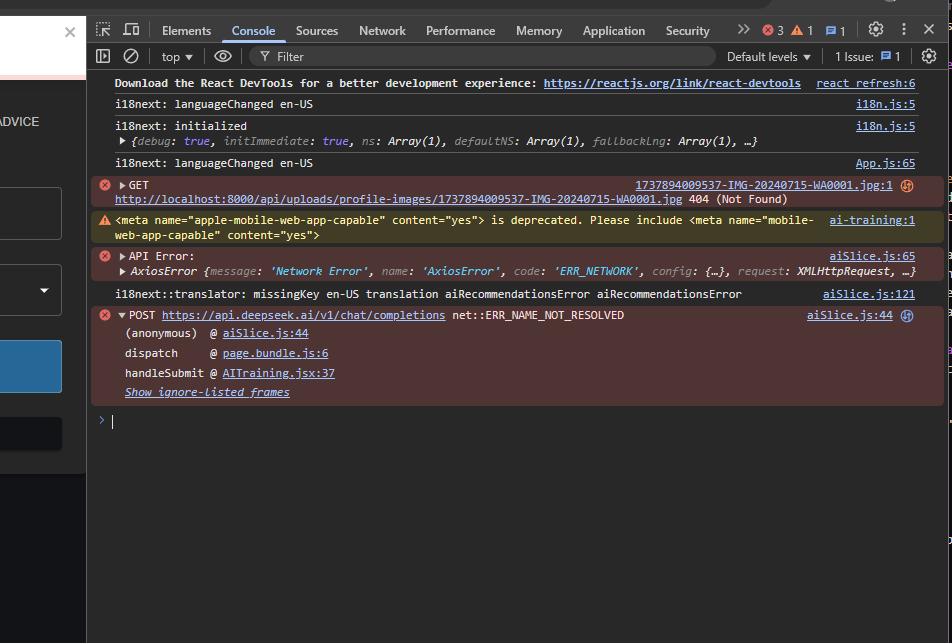 Elements Console Sources Network Performance Memory Application Security 3 1 1
top Filter Default levels 1 Issue: 1
Download the React DevTools for a better development experience: https://reactjs.org/link/react-devtools react refresh:6
i18next: languageChanged en-US i18n.js:5
ADVICE
i18next: initialized i18n.js:5
{debug: true, initImmediate: true, ns: Array(1), defaultNS: Array(1), fallbackLng: Array(1), …}
i18next: languageChanged en-US App.js:65
GET 1737894009537-IMG-20240715-WA0001.jpg:1
http://localhost:8000/api/uploads/profile-images/1737894009537-IMG-20240715-WA0001.jpg 404 (Not Found)
<meta name="apple-mobile-web-app-capable" content="yes"> is deprecated. Please include <meta name="mobile- ai-training:1
web-app-capable" content="yes">
API Error: aiSlice.js:65
AxiosError {message: 'Network Error', name: 'AxiosError', code: 'ERR_NETWORK', config: {…}, request: XMLHttpRequest, …}
i18next::translator: missingKey en-US translation aiRecommendationsError aiRecommendationsError aiSlice.js:121
POST https://api.deepseek.ai/v1/chat/completions net::ERR_NAME_NOT_RESOLVED aiSlice.js:44
(anonymous) @ aiSlice.js:44
dispatch @ page.bundle.js:6
handleSubmit @ AITraining.jsx:37
Show ignore-listed frames